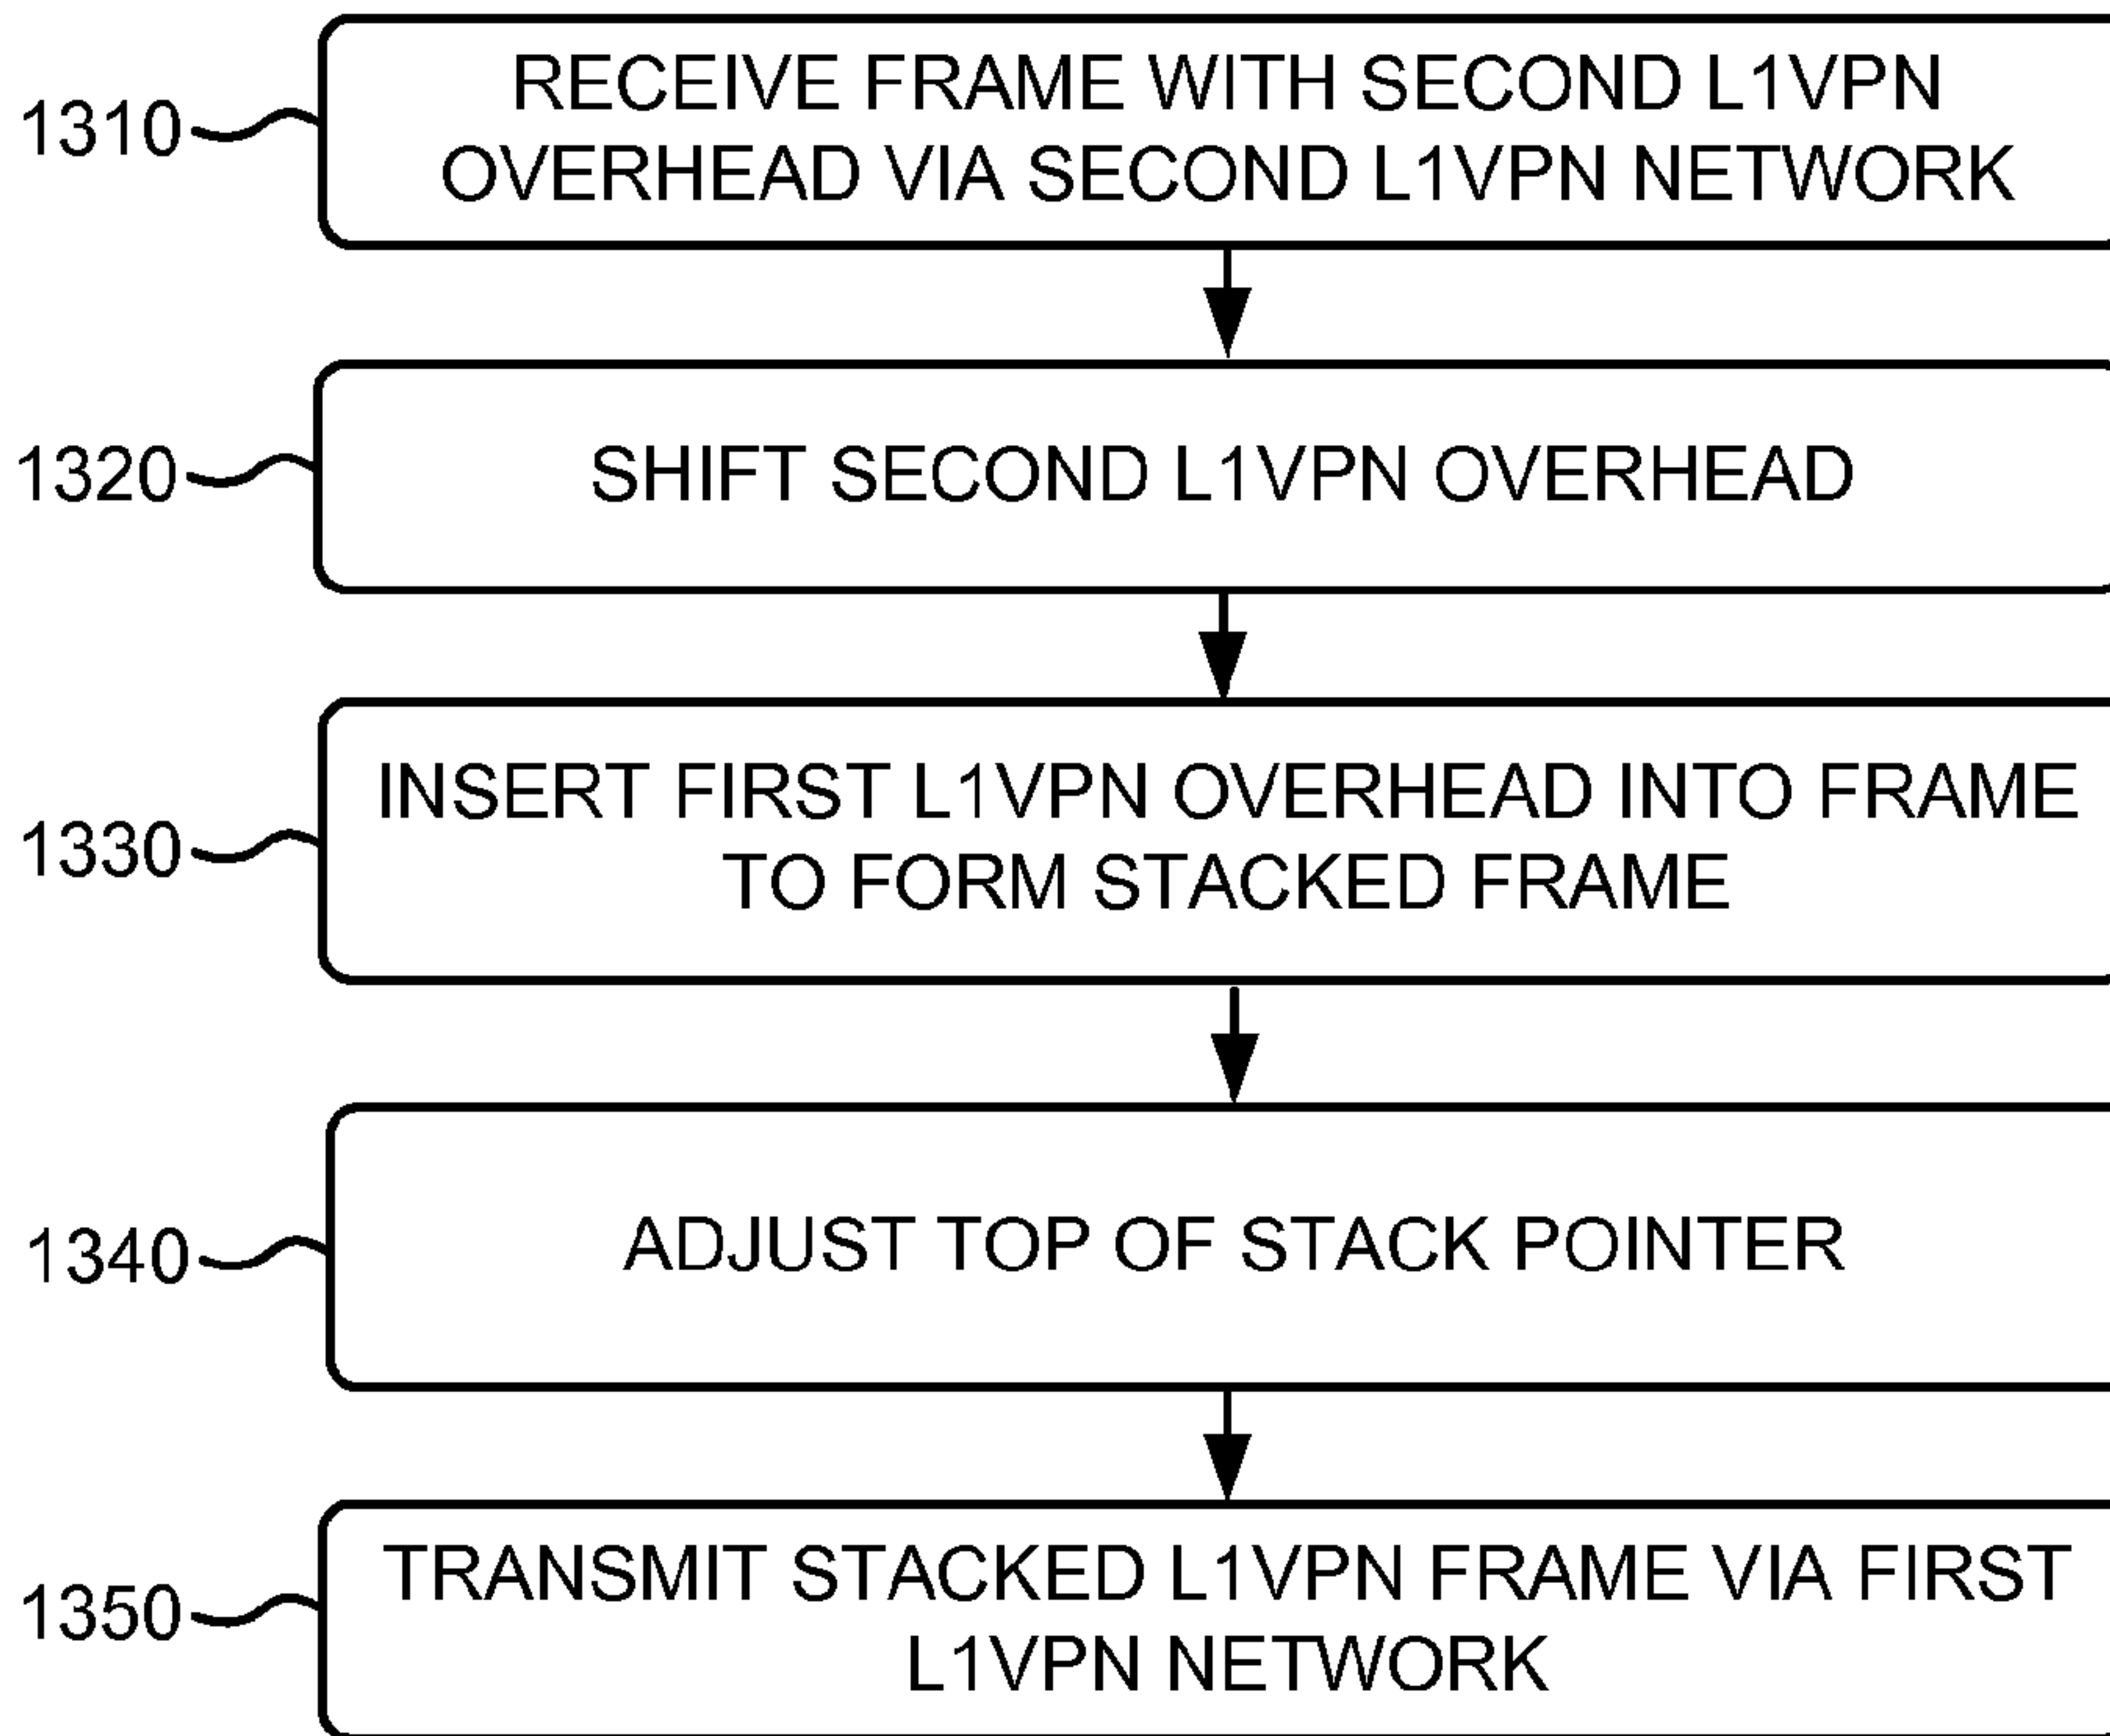 1310
RECEIVE FRAME WITH SECOND L1VPN
OVERHEAD VIA SECOND L1VPN NETWORK
1320
SHIFT SECOND L1VPN OVERHEAD
1330
INSERT FIRST L1VPN OVERHEAD INTO FRAME
TO FORM STACKED FRAME
1340
ADJUST TOP OF STACK POINTER
1350
TRANSMIT STACKED L1VPN FRAME VIA FIRST
L1VPN NETWORK